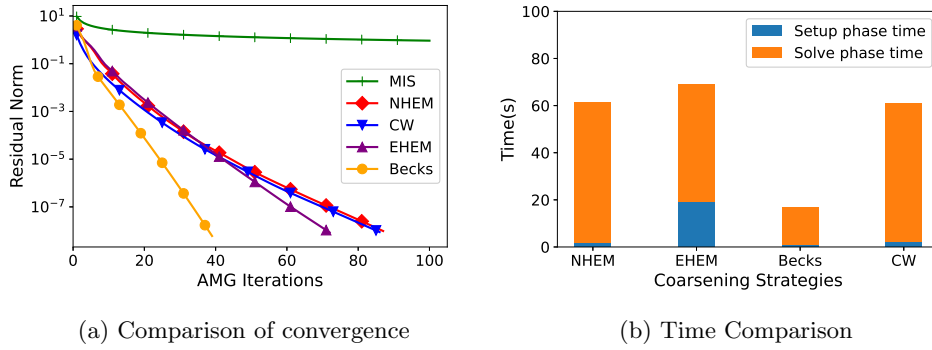 10^1
10^-1
10^-3
10^-5
10^-7
Residual Norm
MIS
NHEM
CW
EHEM
Becks
0 20 40 60 80 100
AMG Iterations
(a) Comparison of convergence
100
80
60
40
20
0
Time(s)
Setup phase time
Solve phase time
NHEM EHEM Becks CW
Coarsening Strategies
(b) Time Comparison